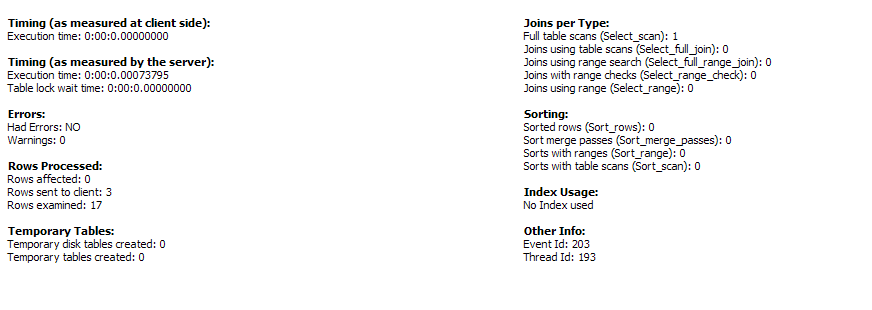 Timing (as measured at client side):
Execution time: 0:00:0.00000000
Timing (as measured by the server):
Execution time: 0:00:0.00073795
Table lock wait time: 0:00:0.00000000
Errors:
Had Errors: NO
Warnings: 0
Rows Processed:
Rows affected: 0
Rows sent to client: 3
Rows examined: 17
Temporary Tables:
Temporary disk tables created: 0
Temporary tables created: 0
Joins per Type:
Full table scans (Select_scan): 1
Joins using table scans (Select_full_join): 0
Joins using range search (Select_full_range_join): 0
Joins with range checks (Select_range_check): 0
Joins using range (Select_range): 0
Sorting:
Sorted rows (Sort_rows): 0
Sort merge passes (Sort_merge_passes): 0
Sorts with ranges (Sort_range): 0
Sorts with table scans (Sort_scan): 0
Index Usage:
No Index used
Other Info:
Event Id: 203
Thread Id: 193